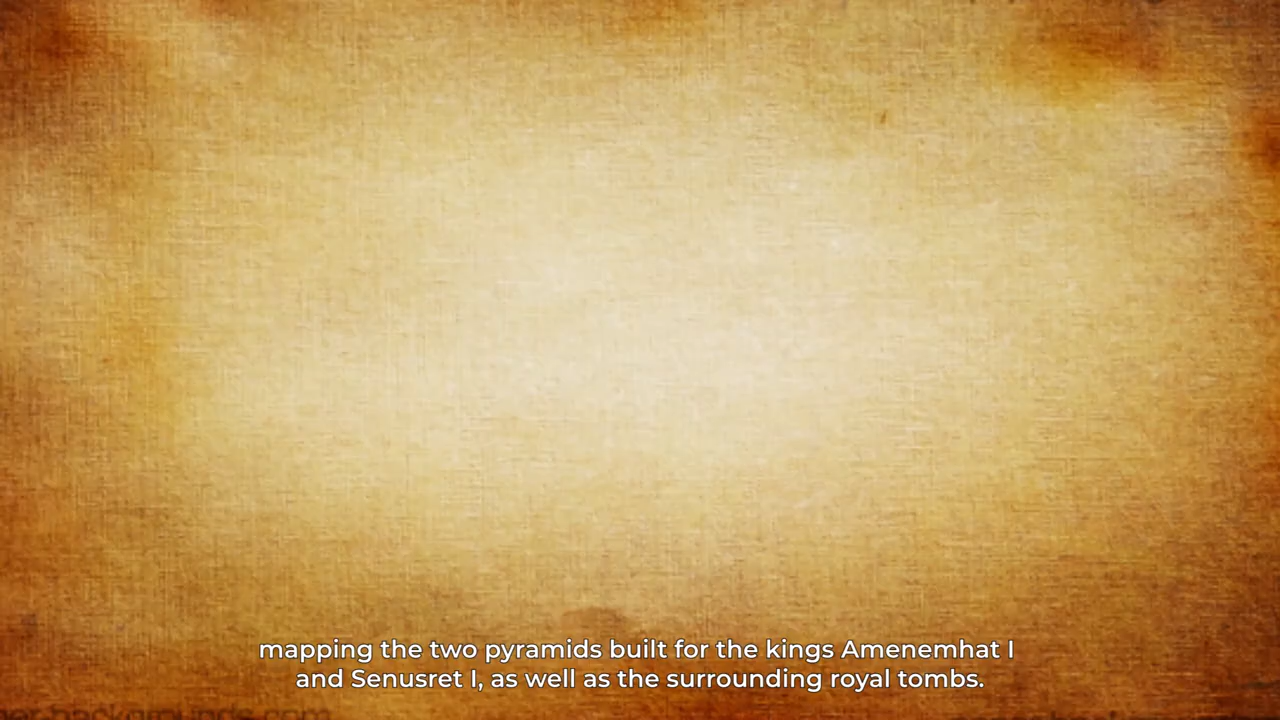 mapping the two pyramids built for the kings Amenemhat I
and Senusret I, as well as the surrounding royal tombs.